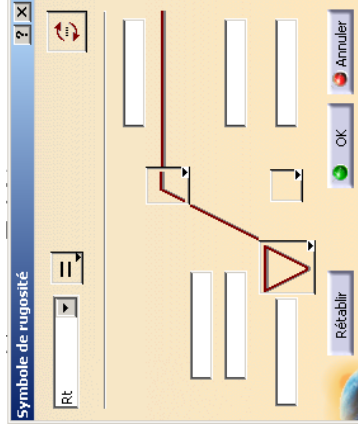 Symbole de rugosité ? X
Rt =
...
Rétablir OK Annuler